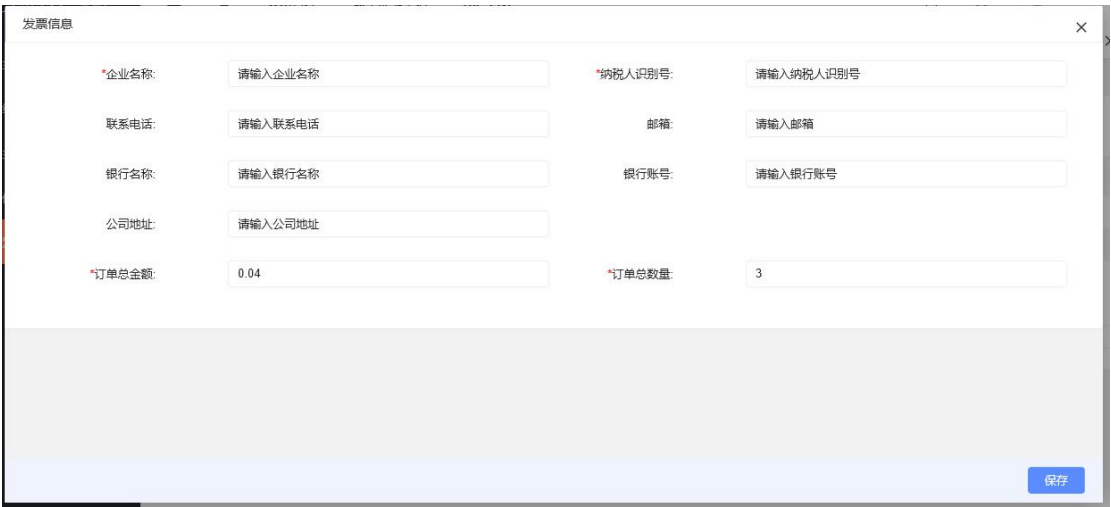 发票信息
*企业名称: 请输入企业名称 *纳税人识别号: 请输入纳税人识别号
联系电话: 请输入联系电话 邮箱: 请输入邮箱
银行名称: 请输入银行名称 银行账号: 请输入银行账号
公司地址: 请输入公司地址
*订单总金额: 0.04 *订单总数量: 3
保存